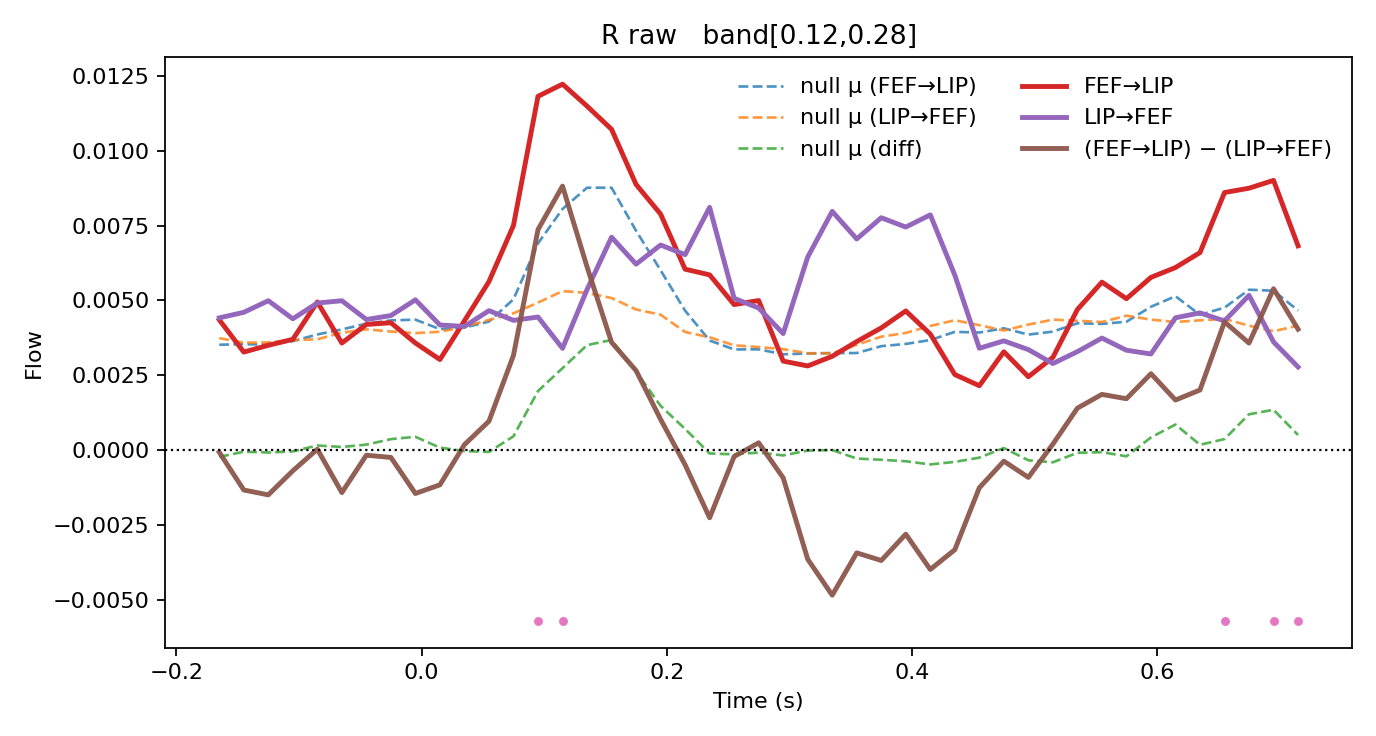 R raw   band[0.12,0.28]
null μ (FEF→LIP)
null μ (LIP→FEF)
null μ (diff)
FEF→LIP
LIP→FEF
(FEF→LIP) − (LIP→FEF)
Flow
0.0125
0.0100
0.0075
0.0050
0.0025
0.0000
−0.0025
−0.0050
−0.2
0.0
0.2
0.4
0.6
Time (s)